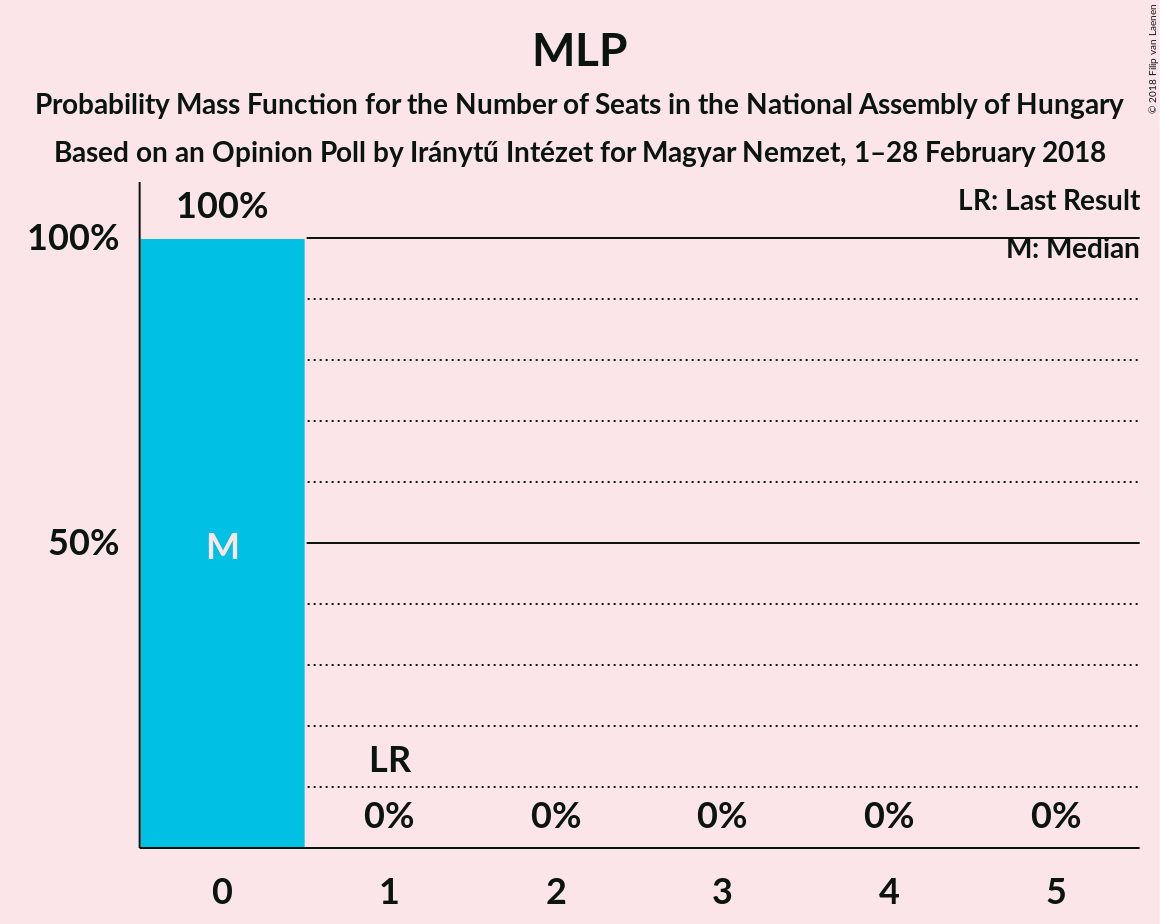 MLP
Probability Mass Function for the Number of Seats in the National Assembly of Hungary
Based on an Opinion Poll by Iránytű Intézet for Magyar Nemzet, 1–28 February 2018
© 2018 Filip van Laenen
LR: Last Result
M: Median
100%
100%
50%
M
LR
0% 0% 0% 0% 0%
0 1 2 3 4 5